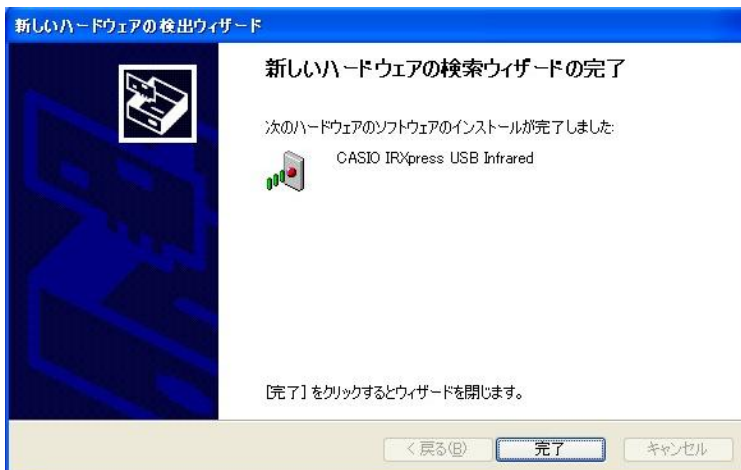 新しいハードウェアの検出ウィザード
新しいハードウェアの検索ウィザードの完了
次のハードウェアのソフトウェアのインストールが完了しました:
CASIO IRXpress USB Infrared
[完了] をクリックするとウィザードを閉じます。
< 戻る(B) 完了 キャンセル